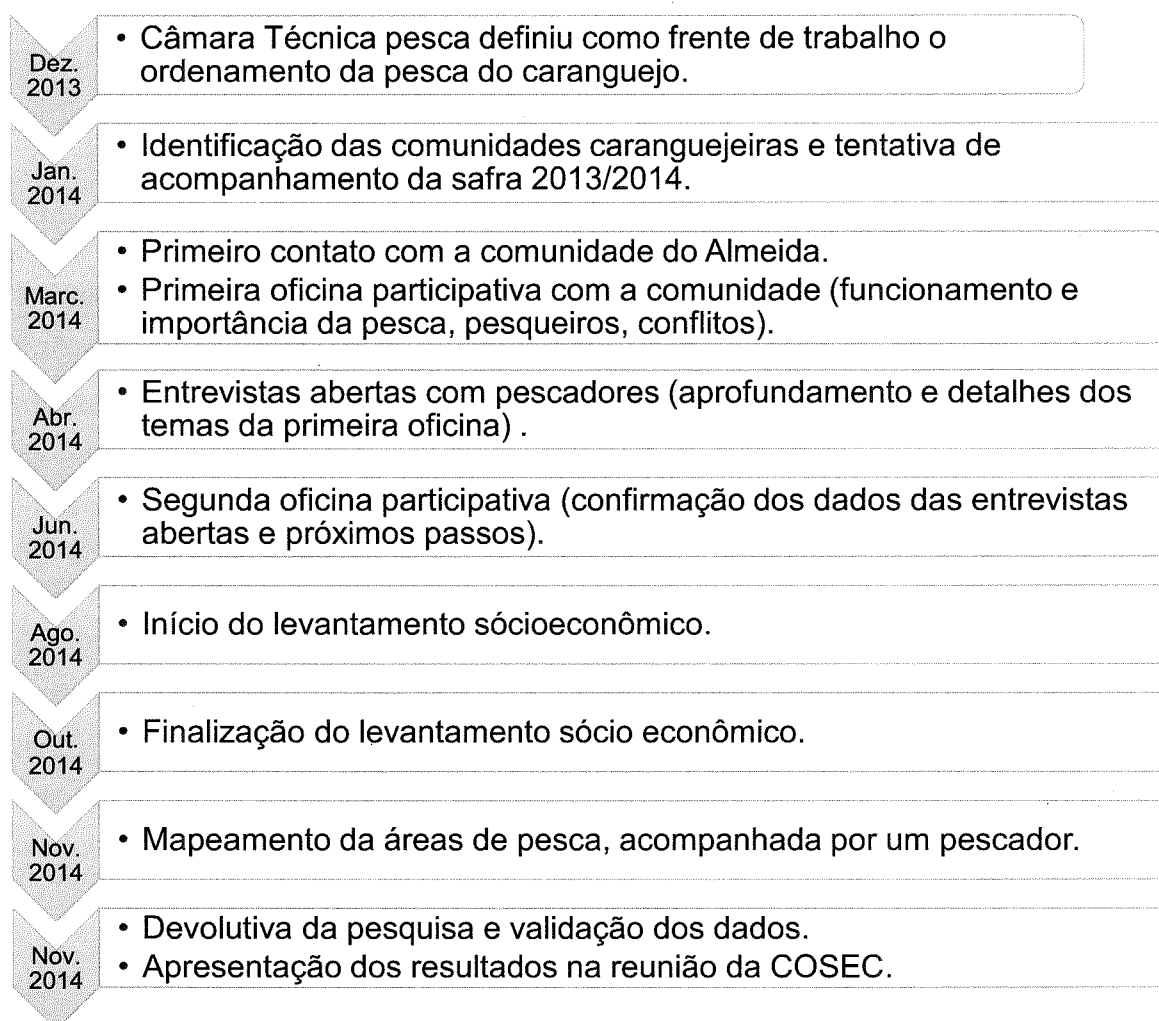 Dez.
2013
• Câmara Técnica pesca definiu como frente de trabalho o
ordenamento da pesca do caranguejo.
Jan.
2014
• Identificação das comunidades caranguejeiras e tentativa de
acompanhamento da safra 2013/2014.
Marc.
2014
• Primeiro contato com a comunidade do Almeida.
• Primeira oficina participativa com a comunidade (funcionamento e
importância da pesca, pesqueiros, conflitos).
Abr.
2014
• Entrevistas abertas com pescadores (aprofundamento e detalhes dos
temas da primeira oficina) .
Jun.
2014
• Segunda oficina participativa (confirmação dos dados das entrevistas
abertas e próximos passos).
Ago.
2014
• Início do levantamento sócioeconômico.
Out.
2014
• Finalização do levantamento sócio econômico.
Nov.
2014
• Mapeamento da áreas de pesca, acompanhada por um pescador.
Nov.
2014
• Devolutiva da pesquisa e validação dos dados.
• Apresentação dos resultados na reunião da COSEC.